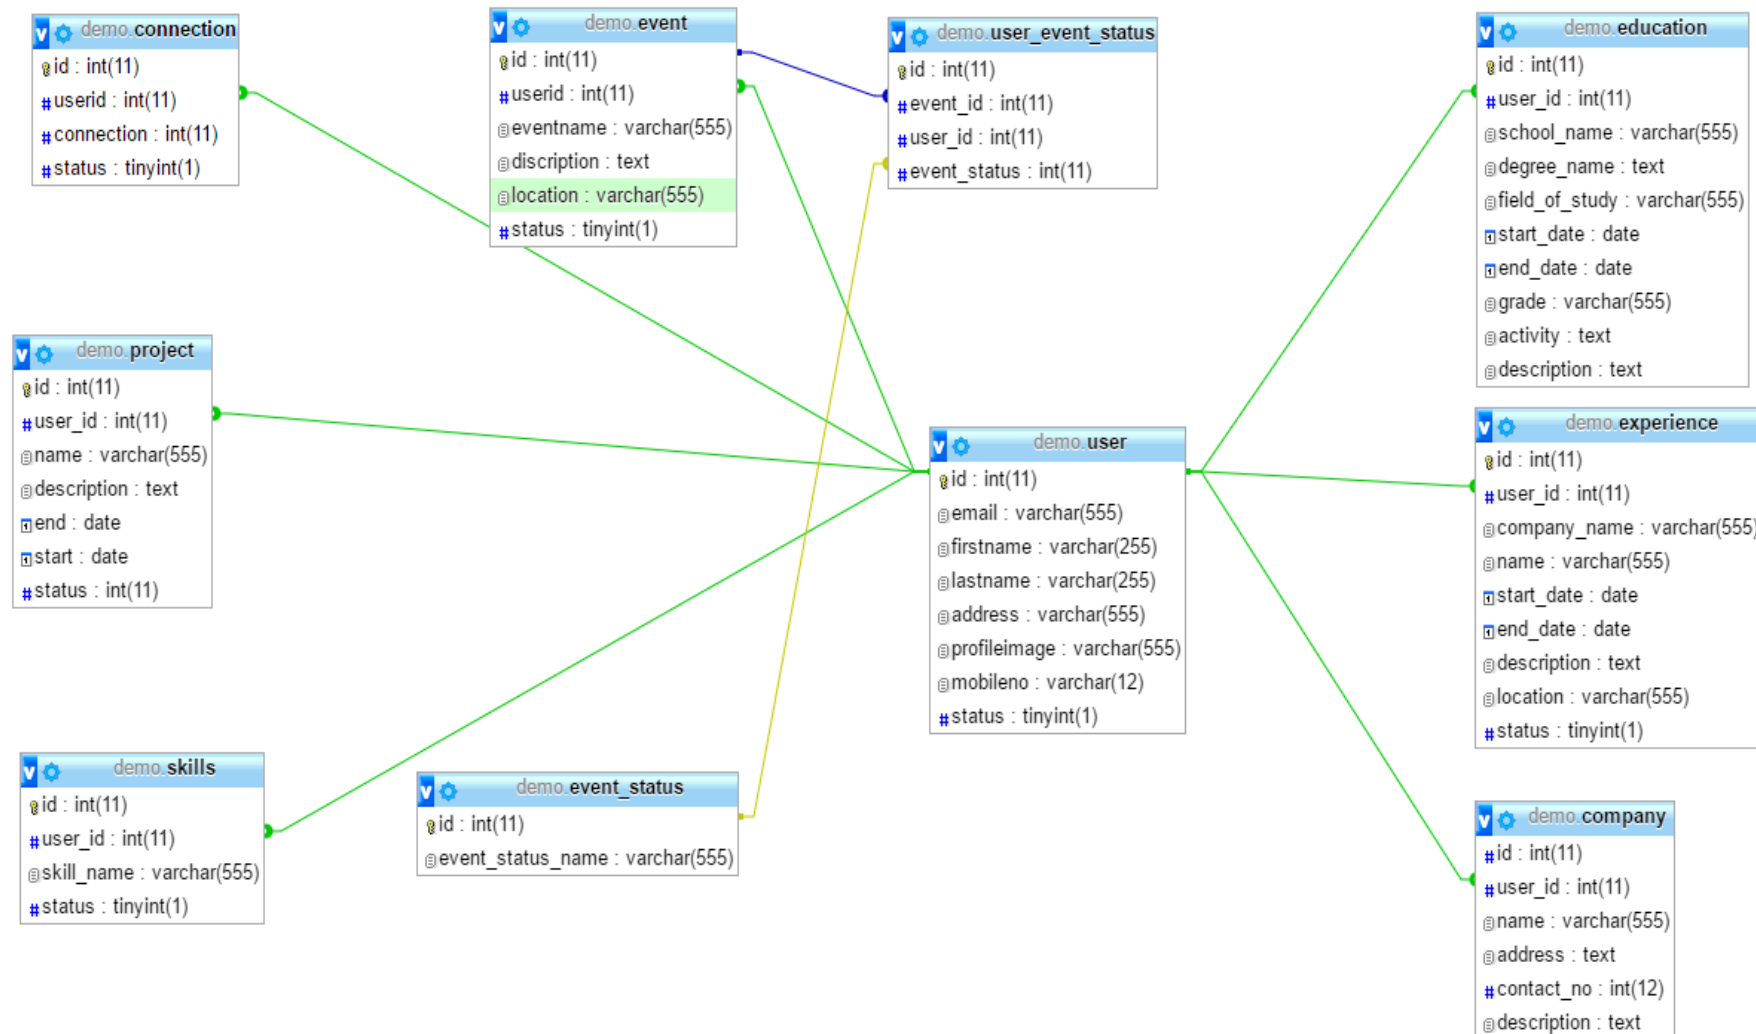 demo.connection
id : int(11)
userid : int(11)
connection : int(11)
status : tinyint(1)
demo.event
id : int(11)
userid : int(11)
eventname : varchar(555)
discription : text
location : varchar(555)
status : tinyint(1)
demo.user_event_status
id : int(11)
event_id : int(11)
user_id : int(11)
event_status : int(11)
demo.education
id : int(11)
user_id : int(11)
school_name : varchar(555)
degree_name : text
field_of_study : varchar(555)
start_date : date
end_date : date
grade : varchar(555)
activity : text
description : text
demo.project
id : int(11)
user_id : int(11)
name : varchar(555)
description : text
end : date
start : date
status : int(11)
demo.user
id : int(11)
email : varchar(555)
firstname : varchar(255)
lastname : varchar(255)
address : varchar(555)
profileimage : varchar(555)
mobileno : varchar(12)
status : tinyint(1)
demo.experience
id : int(11)
user_id : int(11)
company_name : varchar(555)
name : varchar(555)
start_date : date
end_date : date
description : text
location : varchar(555)
status : tinyint(1)
demo.skills
id : int(11)
user_id : int(11)
skill_name : varchar(555)
status : tinyint(1)
demo.event_status
id : int(11)
event_status_name : varchar(555)
demo.company
id : int(11)
user_id : int(11)
name : varchar(555)
address : text
contact_no : int(12)
description : text